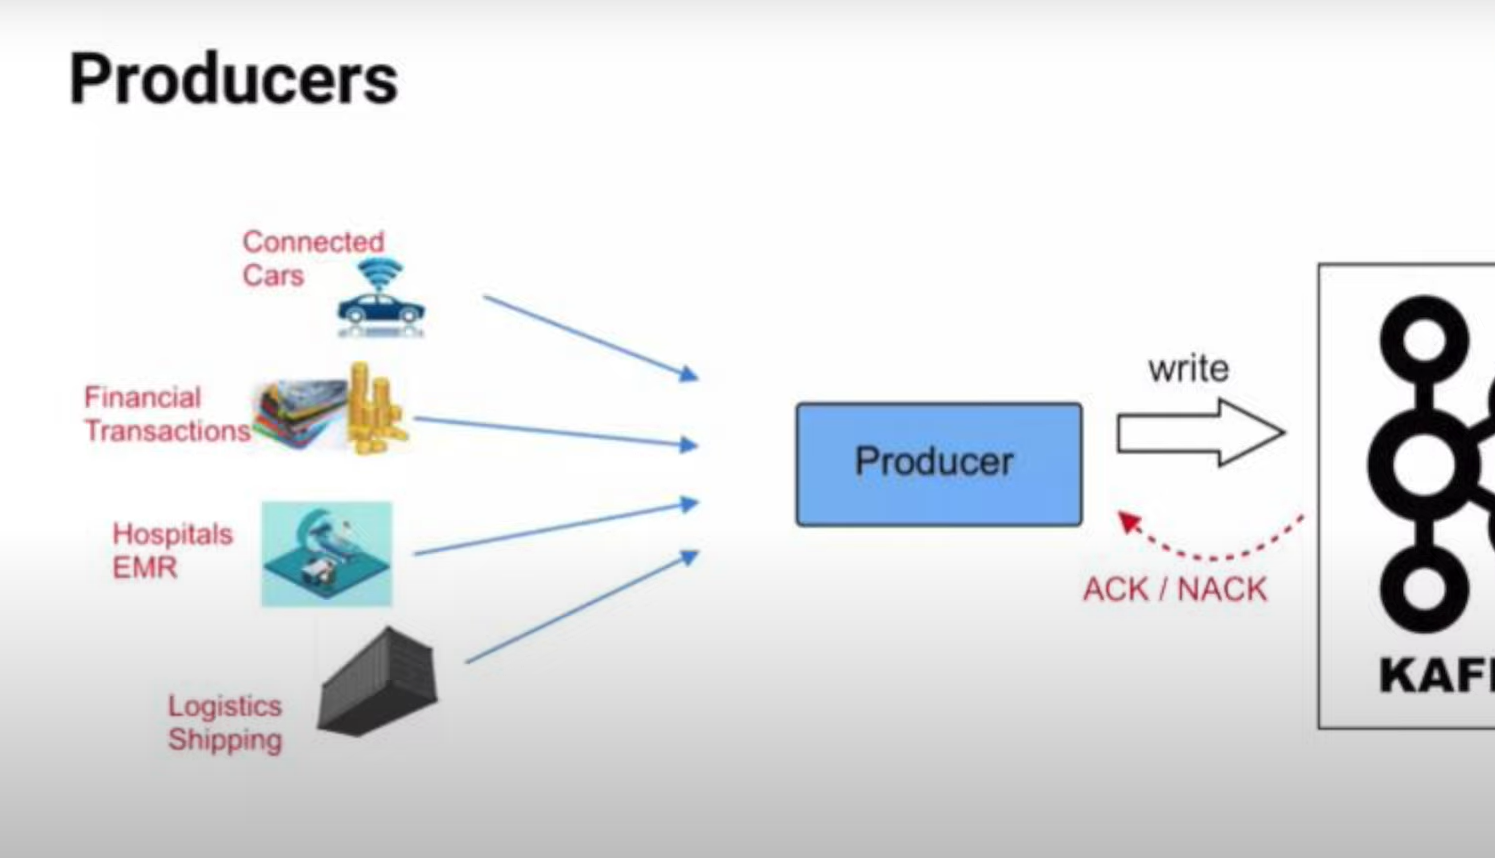 Producers
Connected
Cars
Financial
Transactions
Hospitals
EMR
Logistics
Shipping
Producer
write
ACK / NACK